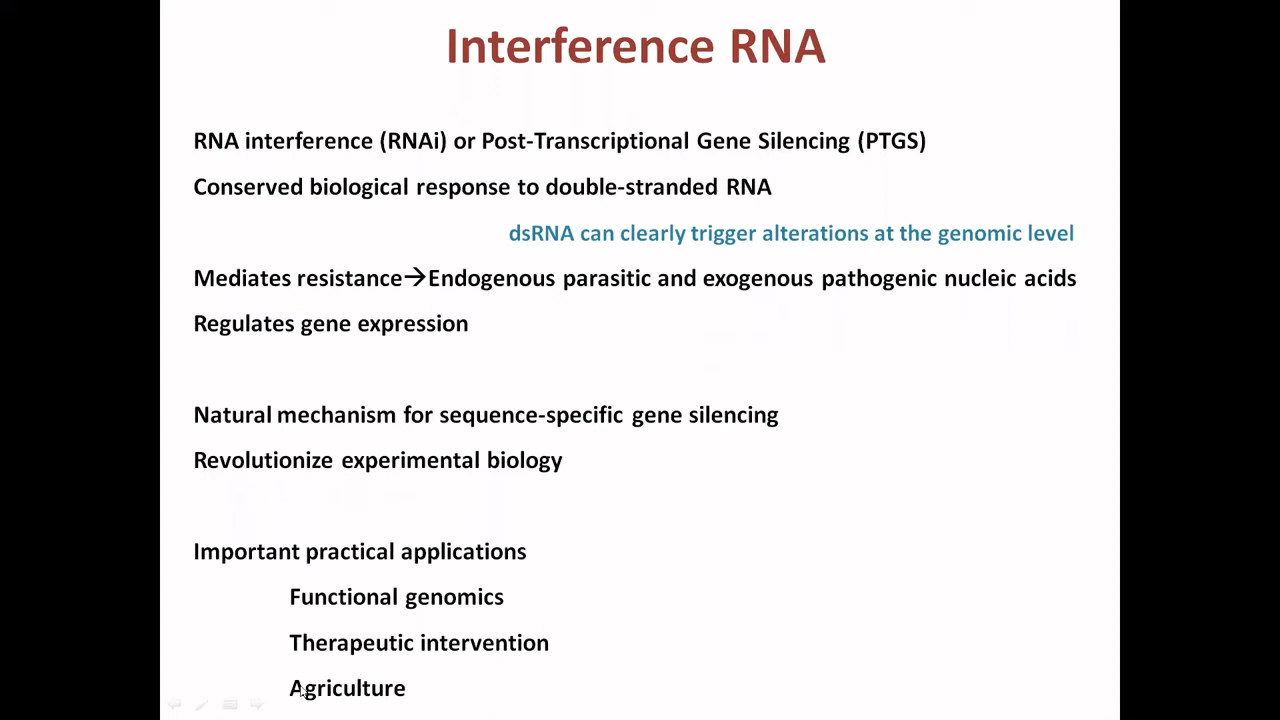 Interference RNA
RNA interference (RNAi) or Post-Transcriptional Gene Silencing (PTGS)
Conserved biological response to double-stranded RNA
dsRNA can clearly trigger alterations at the genomic level
Mediates resistance→Endogenous parasitic and exogenous pathogenic nucleic acids
Regulates gene expression
Natural mechanism for sequence-specific gene silencing
Revolutionize experimental biology
Important practical applications
Functional genomics
Therapeutic intervention
Agriculture